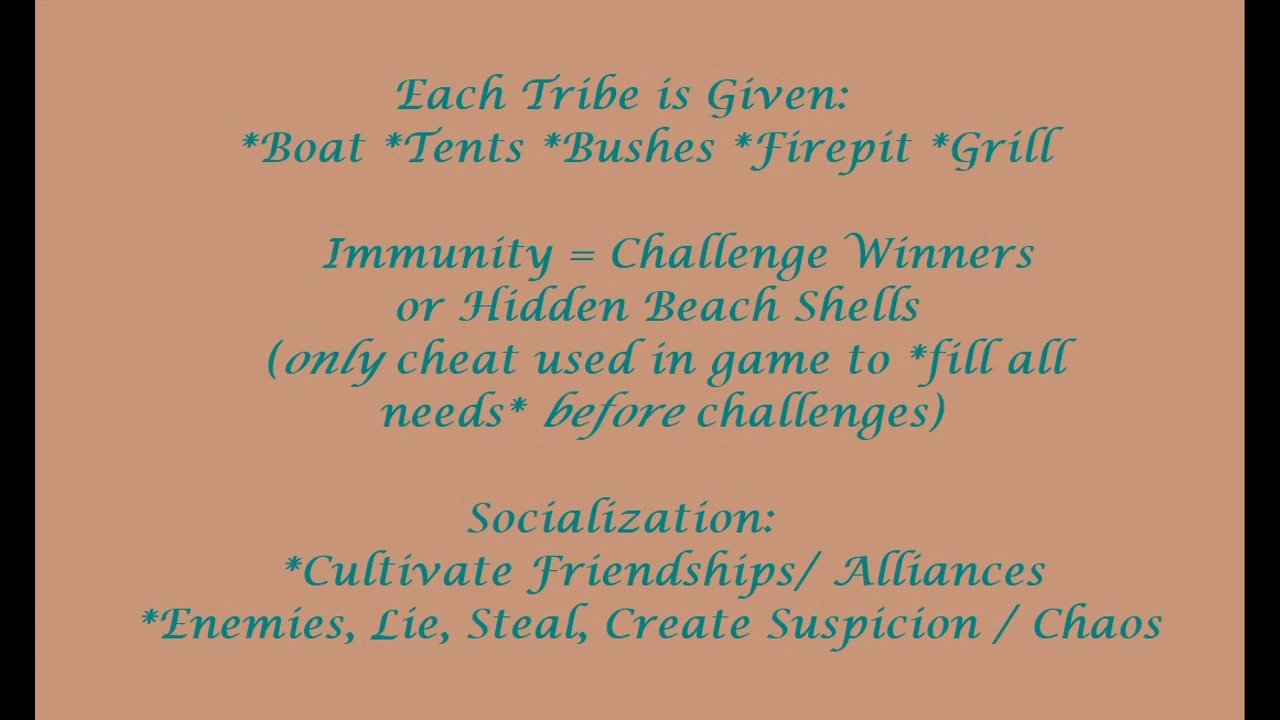 Each Tribe is Given:
*Boat *Tents *Bushes *Firepit *Grill
Immunity = Challenge Winners
or Hidden Beach Shells
(only cheat used in game to *fill all
needs* before challenges)
Socialization:
*Cultivate Friendships/ Alliances
*Enemies, Lie, Steal, Create Suspicion / Chaos